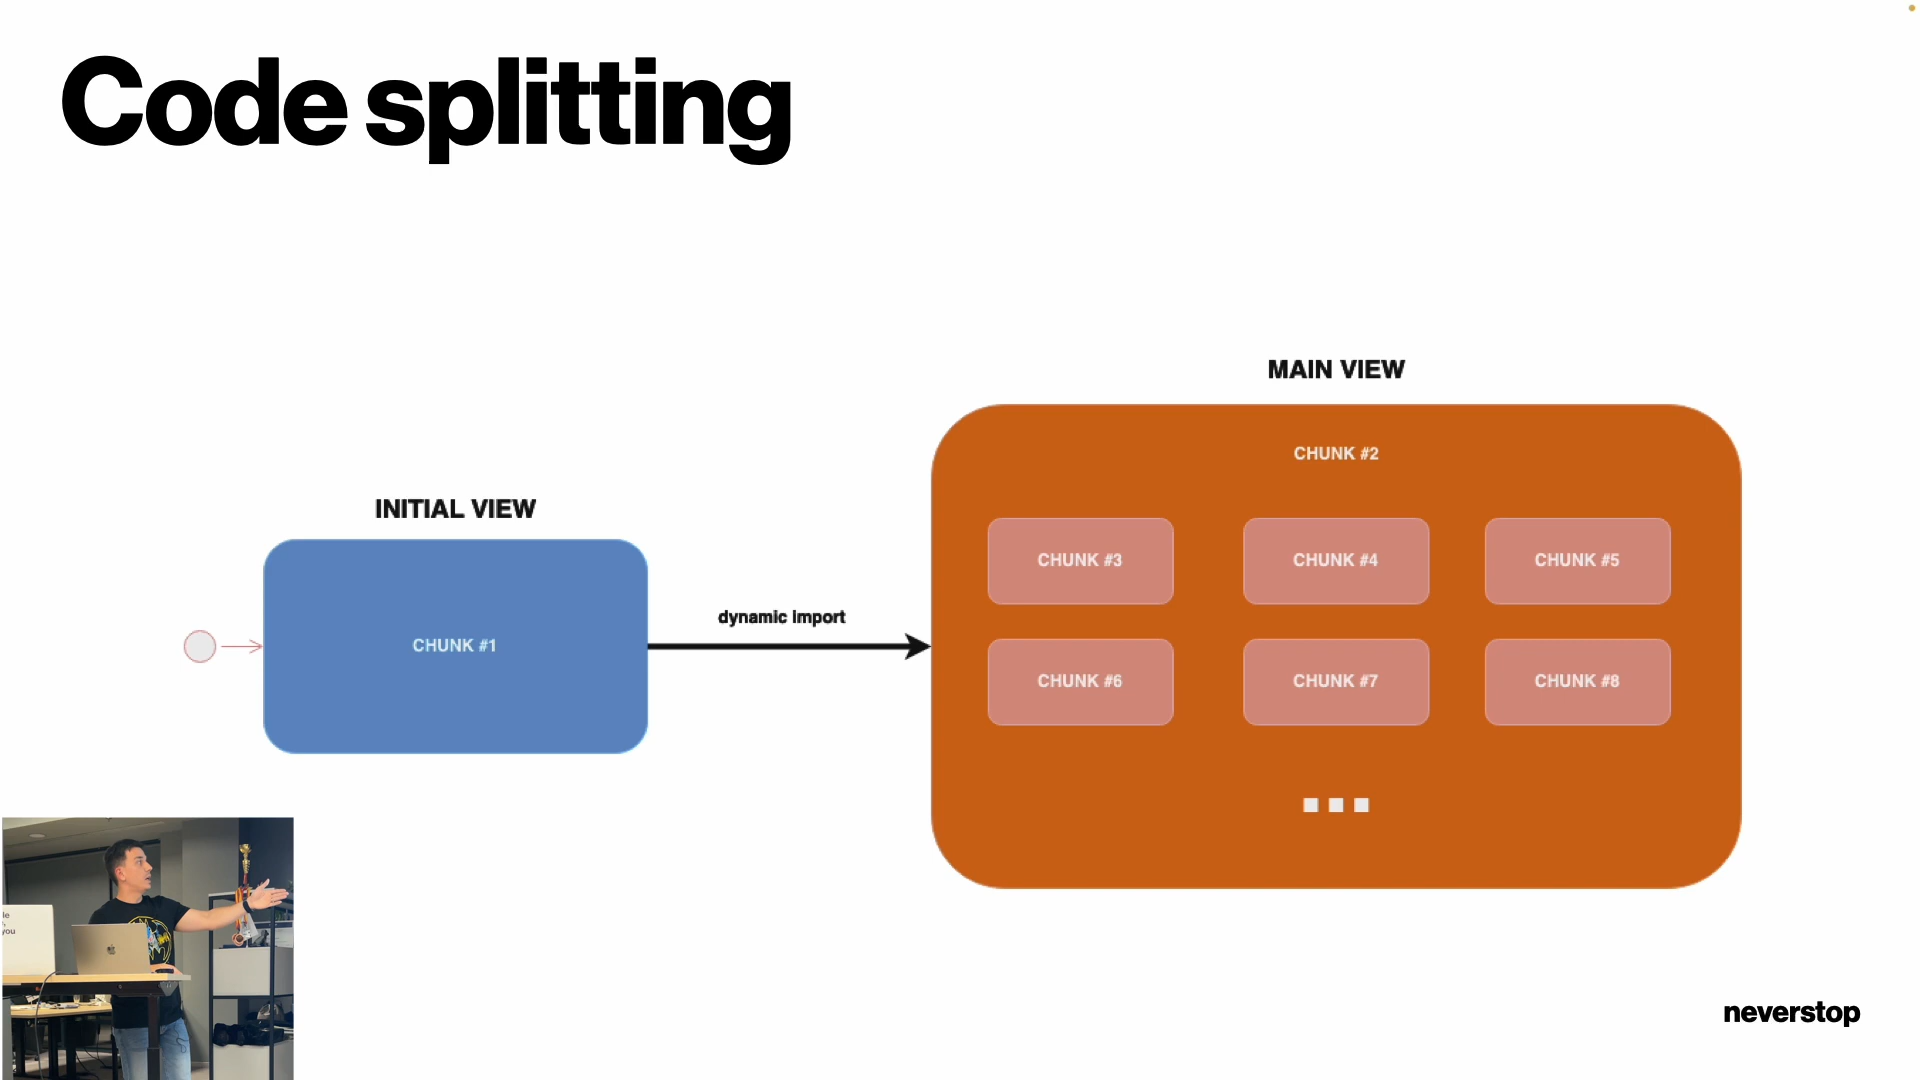 Code splitting
MAIN VIEW
CHUNK #2
INITIAL VIEW
CHUNK #3
CHUNK #4
CHUNK #5
dynamic import
CHUNK #1
CHUNK #6
CHUNK #7
CHUNK #8
you
neverstop